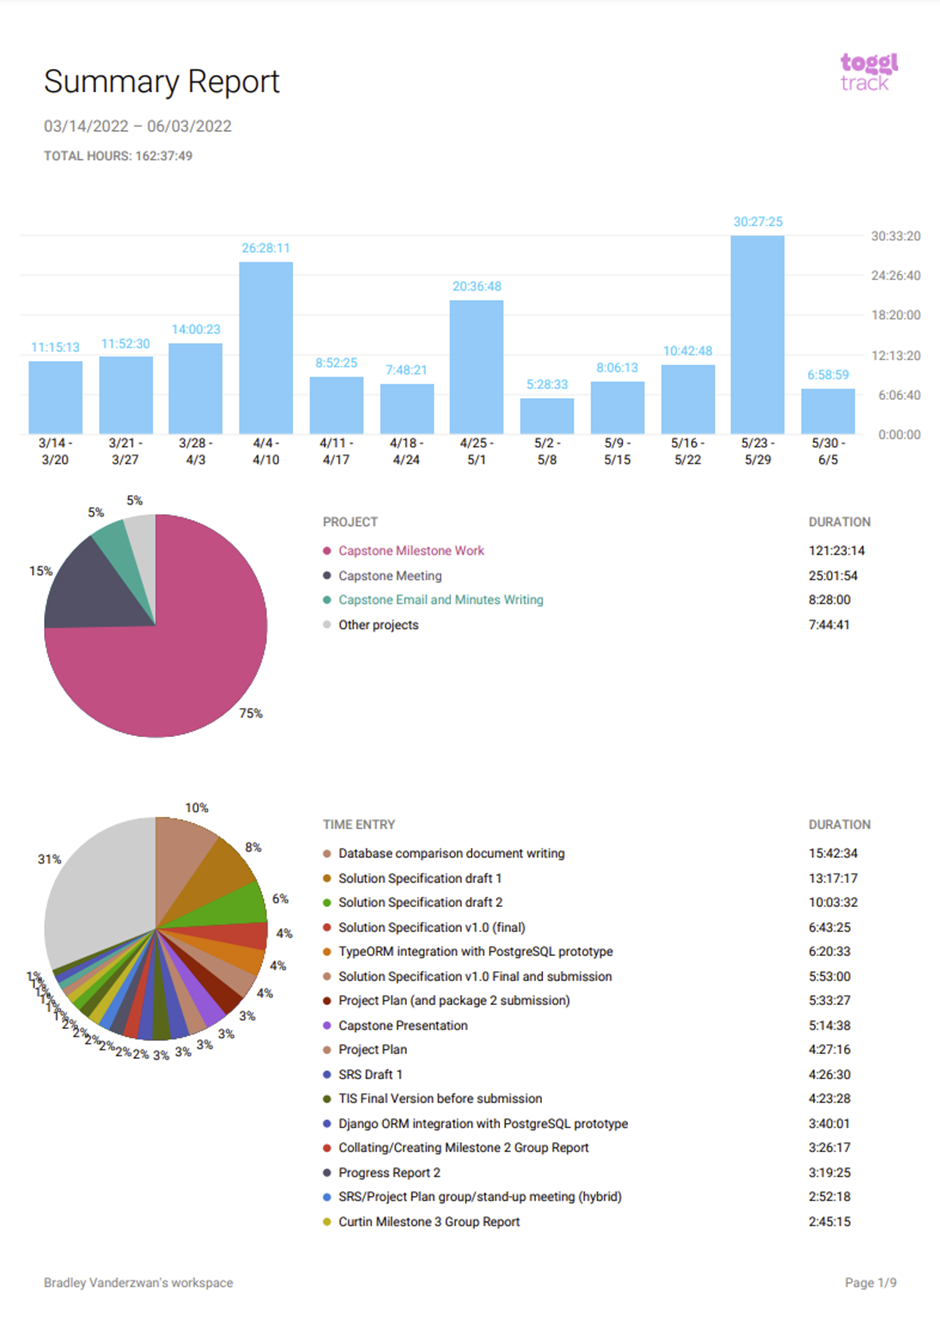 toggl
track
Summary Report
03/14/2022 – 06/03/2022
TOTAL HOURS: 162:37:49
30:27:25
30:33:20
26:28:11
24:26:40
20:36:48
18:20:00
14:00:23
11:15:13 11:52:30
10:42:48
12:13:20
8:52:25 7:48:21 8:06:13 6:58:59
5:28:33
6:06:40
0:00:00
3/14 - 3/21 - 3/28 - 4/4 - 4/11 - 4/18 - 4/25 - 5/2 - 5/9 - 5/16 - 5/23 - 5/30 -
3/20 3/27 4/3 4/10 4/17 4/24 5/1 5/8 5/15 5/22 5/29 6/5
5%
5%
15%
75%
PROJECT DURATION
Capstone Milestone Work 121:23:14
Capstone Meeting 25:01:54
Capstone Email and Minutes Writing 8:28:00
Other projects 7:44:41
10%
31%
8%
6%
4%
4%
4%
3%
3%
3%
3%
3%
2%
2%
2%
2%
2%
1%
TIME ENTRY DURATION
Database comparison document writing 15:42:34
Solution Specification draft 1 13:17:17
Solution Specification draft 2 10:03:32
Solution Specification v1.0 (final) 6:43:25
TypeORM integration with PostgreSQL prototype 6:20:33
Solution Specification v1.0 Final and submission 5:53:00
Project Plan (and package 2 submission) 5:33:27
Capstone Presentation 5:14:38
Project Plan 4:27:16
SRS Draft 1 4:26:30
TIS Final Version before submission 4:23:28
Django ORM integration with PostgreSQL prototype 3:40:01
Collating/Creating Milestone 2 Group Report 3:26:17
Progress Report 2 3:19:25
SRS/Project Plan group/stand-up meeting (hybrid) 2:52:18
Curtin Milestone 3 Group Report 2:45:15
Bradley Vanderzwan's workspace Page 1/9